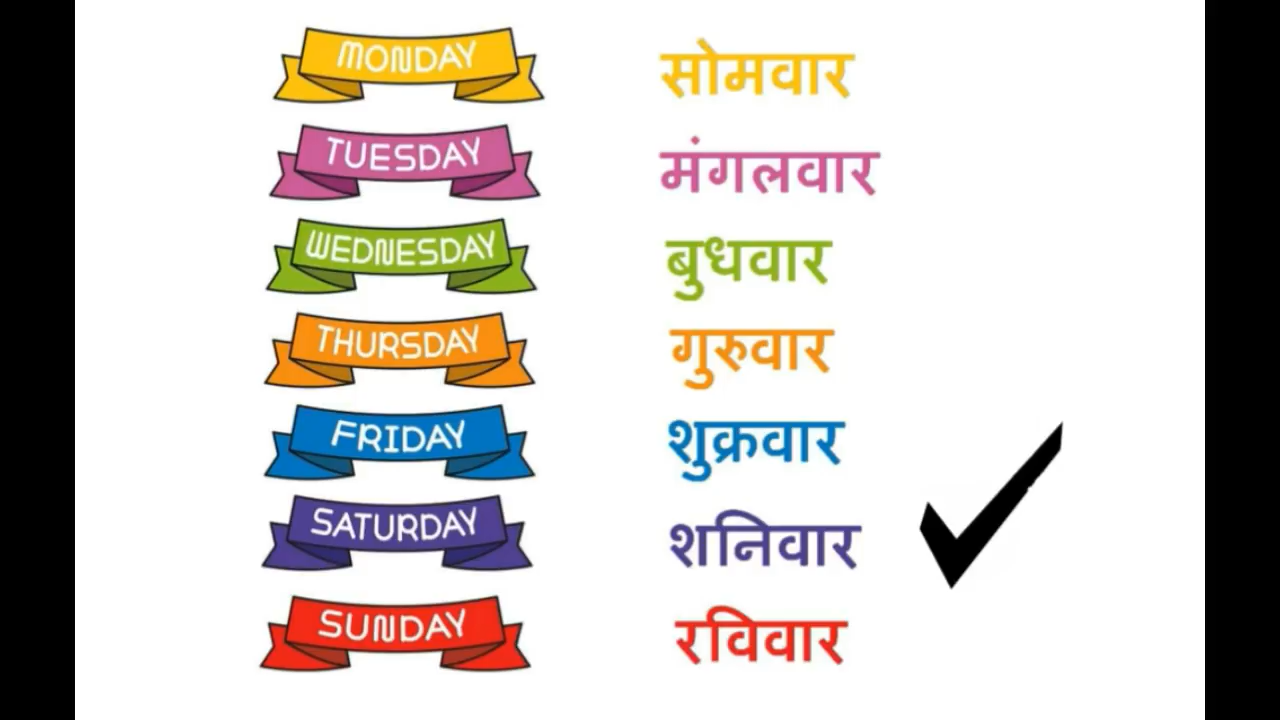 MONDAY सोमवार
TUESDAY मंगलवार
WEDNESDAY बुधवार
THURSDAY गुरुवार
FRIDAY शुक्रवार
SATURDAY शनिवार
SUNDAY रविवार